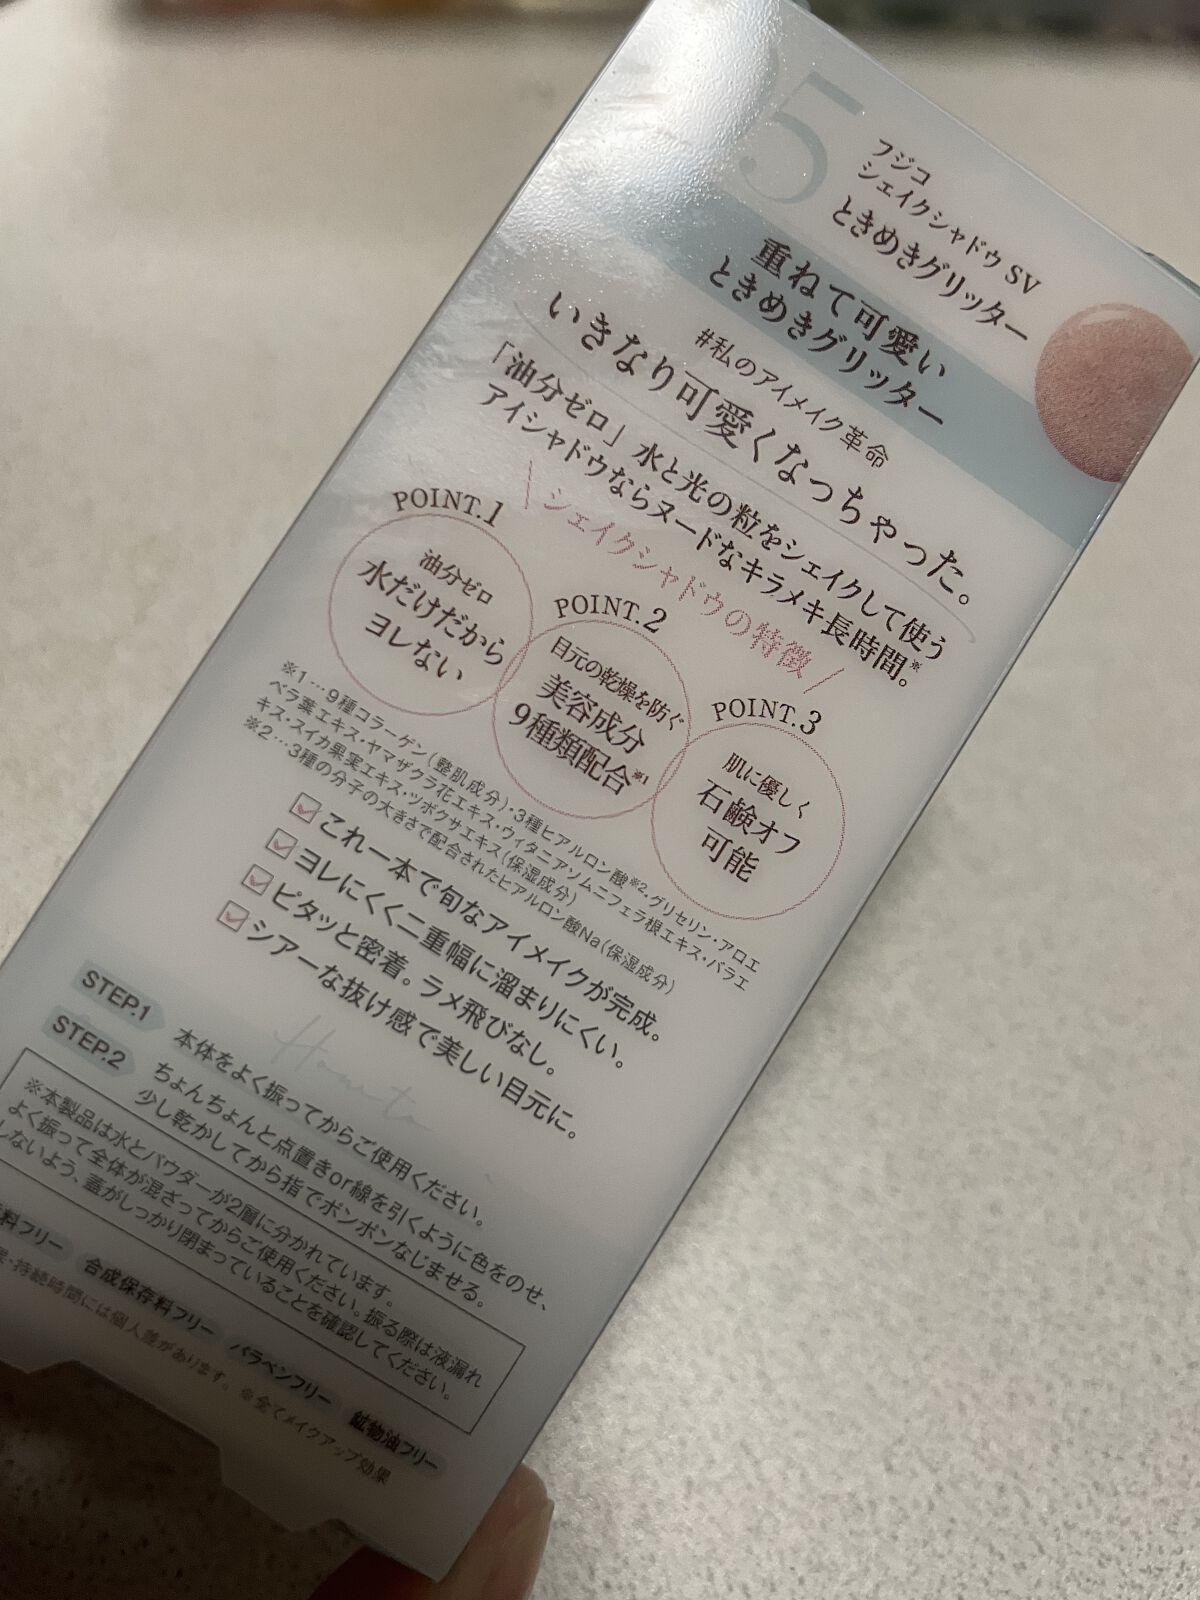 5
フジコ
シェイクシャドウ SV
ときめきグリッター
重ねて可愛い
ときめきグリッター
#私のアイメイク革命
いきなり可愛くなっちゃった。
「油分ゼロ」水と光の粒をシェイクして使う
アイシャドウならヌードなキラメキ長時間。※
\ シェイクシャドウの特徴 /
POINT.1
油分ゼロ
水だけだから
ヨレない
POINT.2
目元の乾燥を防ぐ
美容成分
9種類配合※1
POINT.3
肌に優しく
石鹸オフ
可能
※1…9種コラーゲン(整肌成分)・3種ヒアルロン酸※2・グリセリン・アロエ
ベラ葉エキス・ヤマザクラ花エキス・ウィタニアソムニフェラ根エキス・バラエ
キス・スイカ果実エキス・ツボクサエキス(保湿成分)
※2…3種の分子の大きさで配合されたヒアルロン酸Na(保湿成分)
これ一本で旬なアイメイクが完成。
ヨレにくく二重幅に溜まりにくい。
ピタッと密着。ラメ飛びなし。
シアーな抜け感で美しい目元に。
STEP.1
本体をよく振ってからご使用ください。
STEP.2
ちょんちょんと点置きor線を引くように色をのせ、
少し乾かしてから指でポンポンなじませる。
※本製品は水とパウダーが2層に分かれています。
よく振って全体が混ざってからご使用ください。振る際は液漏れ
しないよう、蓋がしっかり閉まっていることを確認してください。
料フリー
合成保存料フリー
パラベンフリー
鉱物油フリー
果・持続時間には個人差があります。※全てメイクアップ効果